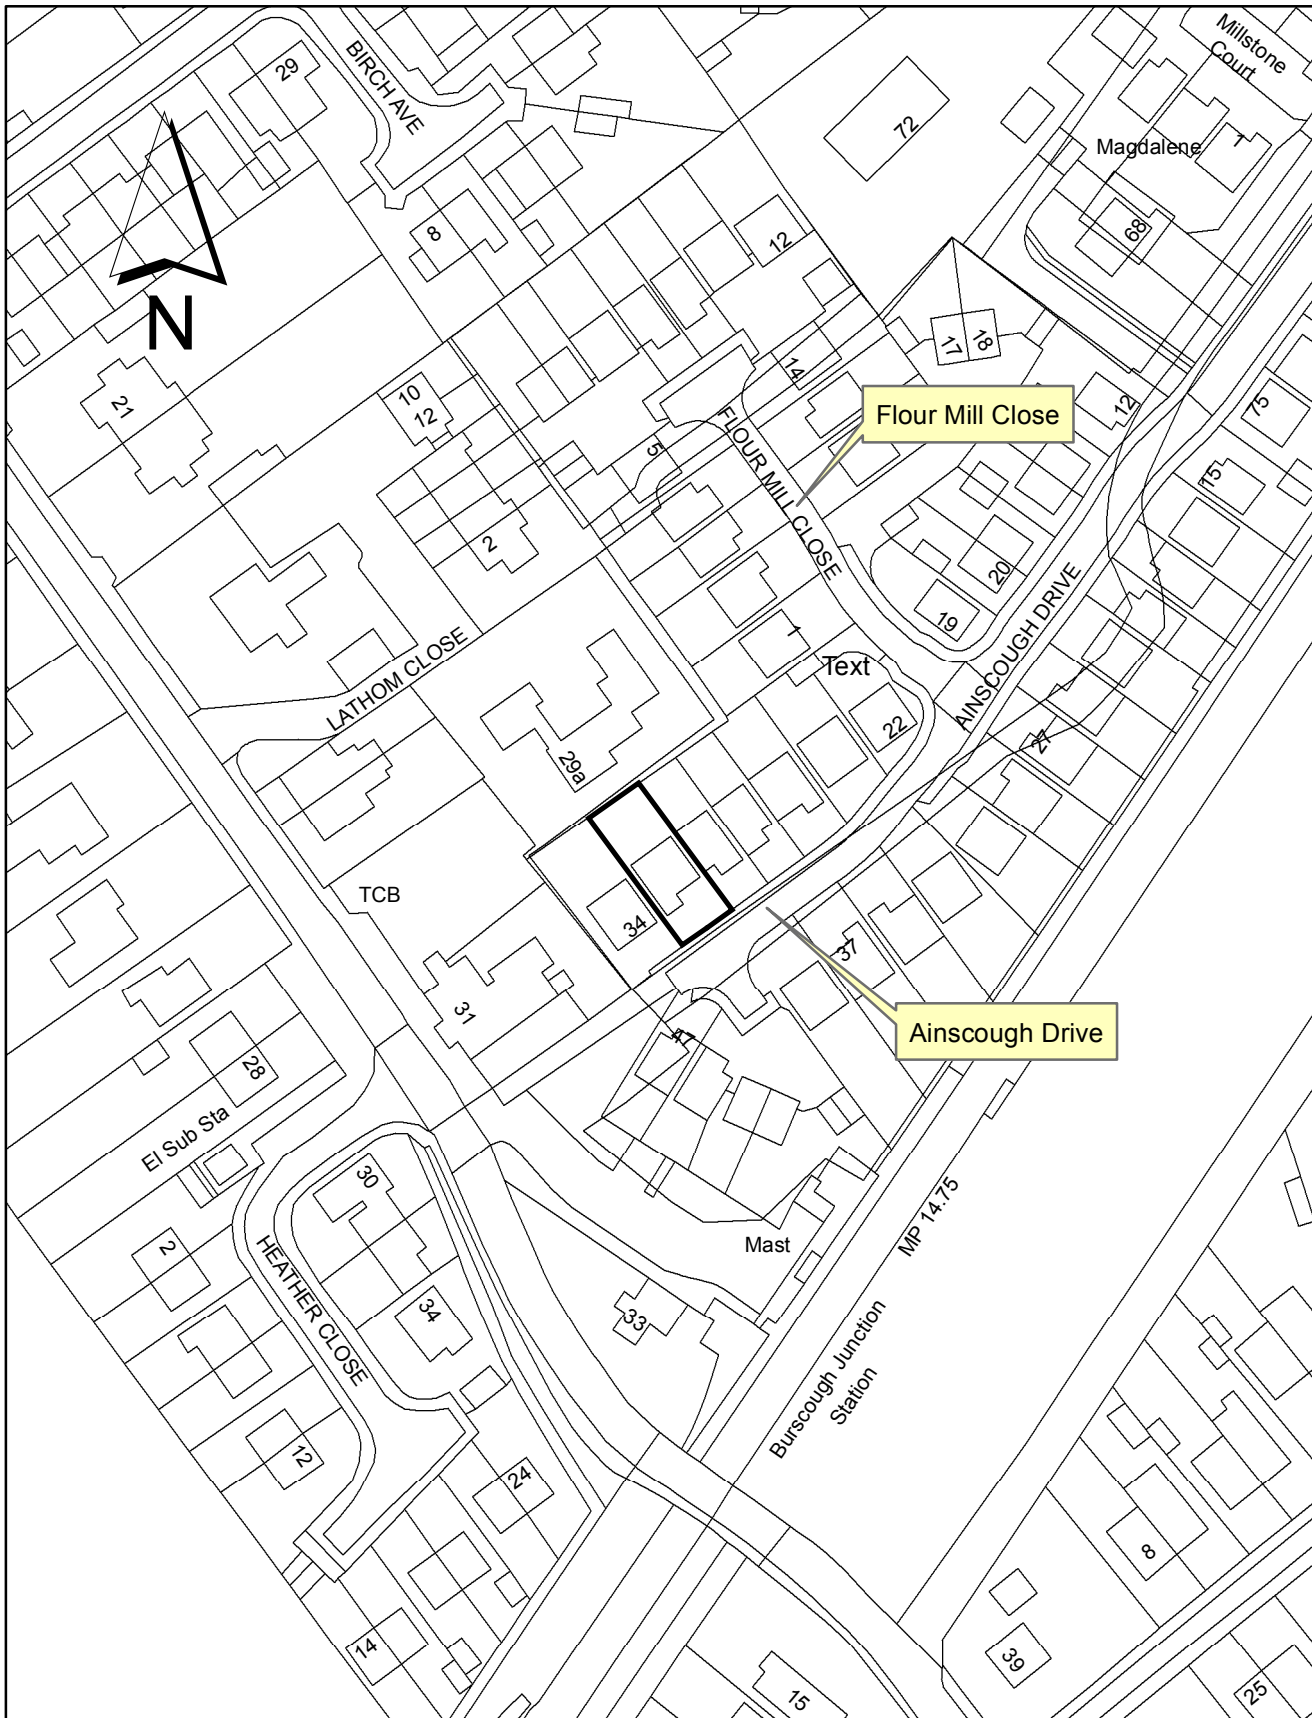 Millstone
Court
BIRCH AVE
29
72
Magdalene
1
8
12
68
N
17
18
14
21
10
12
12
75
Flour Mill Close
FLOUR MILL CLOSE
5
15
2
20
19
AINSCOUGH DRIVE
1
LATHOM CLOSE
Text
22
27
29a
TCB
34
37
31
47
Ainscough Drive
28
El Sub Sta
30
MP 14.75
2
Mast
HEATHER CLOSE
34
33
Burscough Junction
Station
12
24
8
14
39
15
25